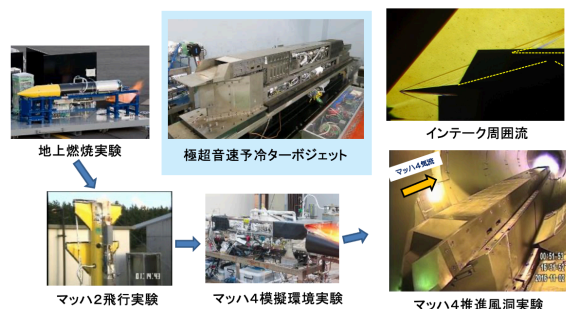 地上燃焼実験
極超音速予冷ターボジェット
インテーク周囲流
マッハ4気流
マッハ2飛行実験
マッハ4模擬環境実験
マッハ4推進風洞実験